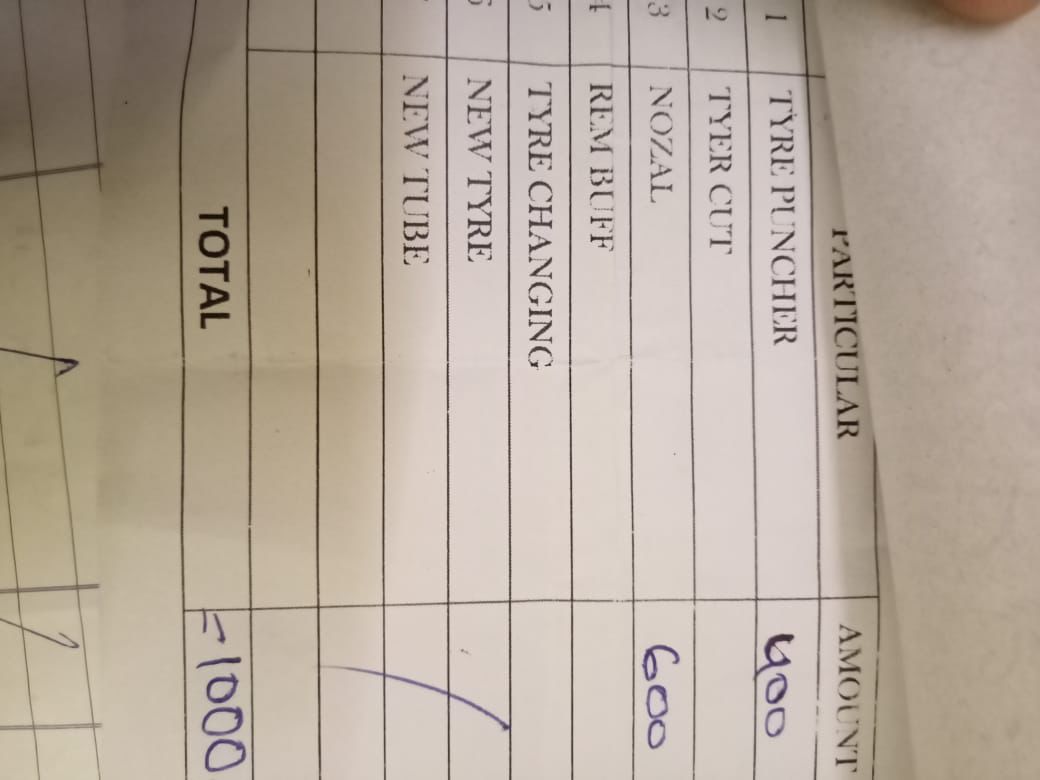 PARTICULAR AMOUNT
1 TYRE PUNCHER 400
2 TYER CUT
3 NOZAL 600
4 REM BUFF
5 TYRE CHANGING
6 NEW TYRE
NEW TUBE
TOTAL =1000